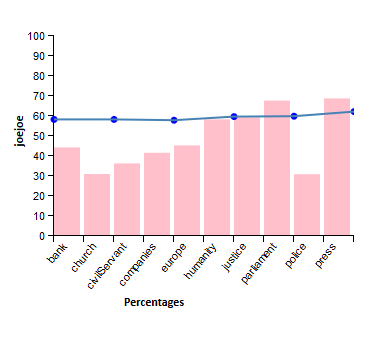 100
90
80
70
60
50
40
30
20
10
0
joejoe
bank
church
civilServant
companies
europe
humanity
justice
parliament
police
press
Percentages